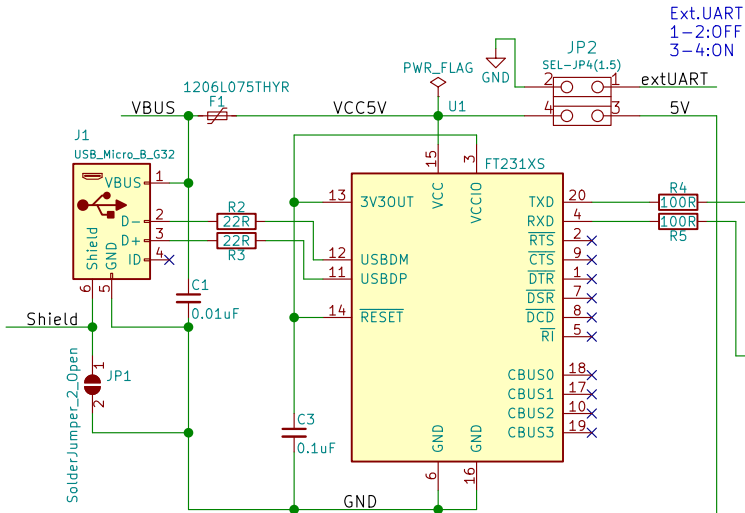 Ext.UART
1-2:OFF
3-4:ON
JP2
SEL-JP4(1.5)
PWR_FLAG
GND
2 1
extUART
1206L075THYR
F1
VBUS
VCC5V
U1
4 3
5V
J1
USB_Micro_B_G32
15
3
FT231XS
VBUS 1
VCC
VCCIO
13 3V3OUT
TXD 20
R4
100R
D- 2
R2
22R
RXD 4
100R
R5
D+ 3
22R
R3
RTS 2
Shield
GND
ID 4
12 USBDM
CTS 9
11 USBDP
DTR 1
6 5
C1
0.01uF
DSR 7
Shield
14 RESET
DCD 8
RI 5
SolderJumper_2_Open
1
JP1
2
CBUS0 18
CBUS1 17
CBUS2 10
CBUS3 19
C3
0.1uF
GND
GND
6
16
GND